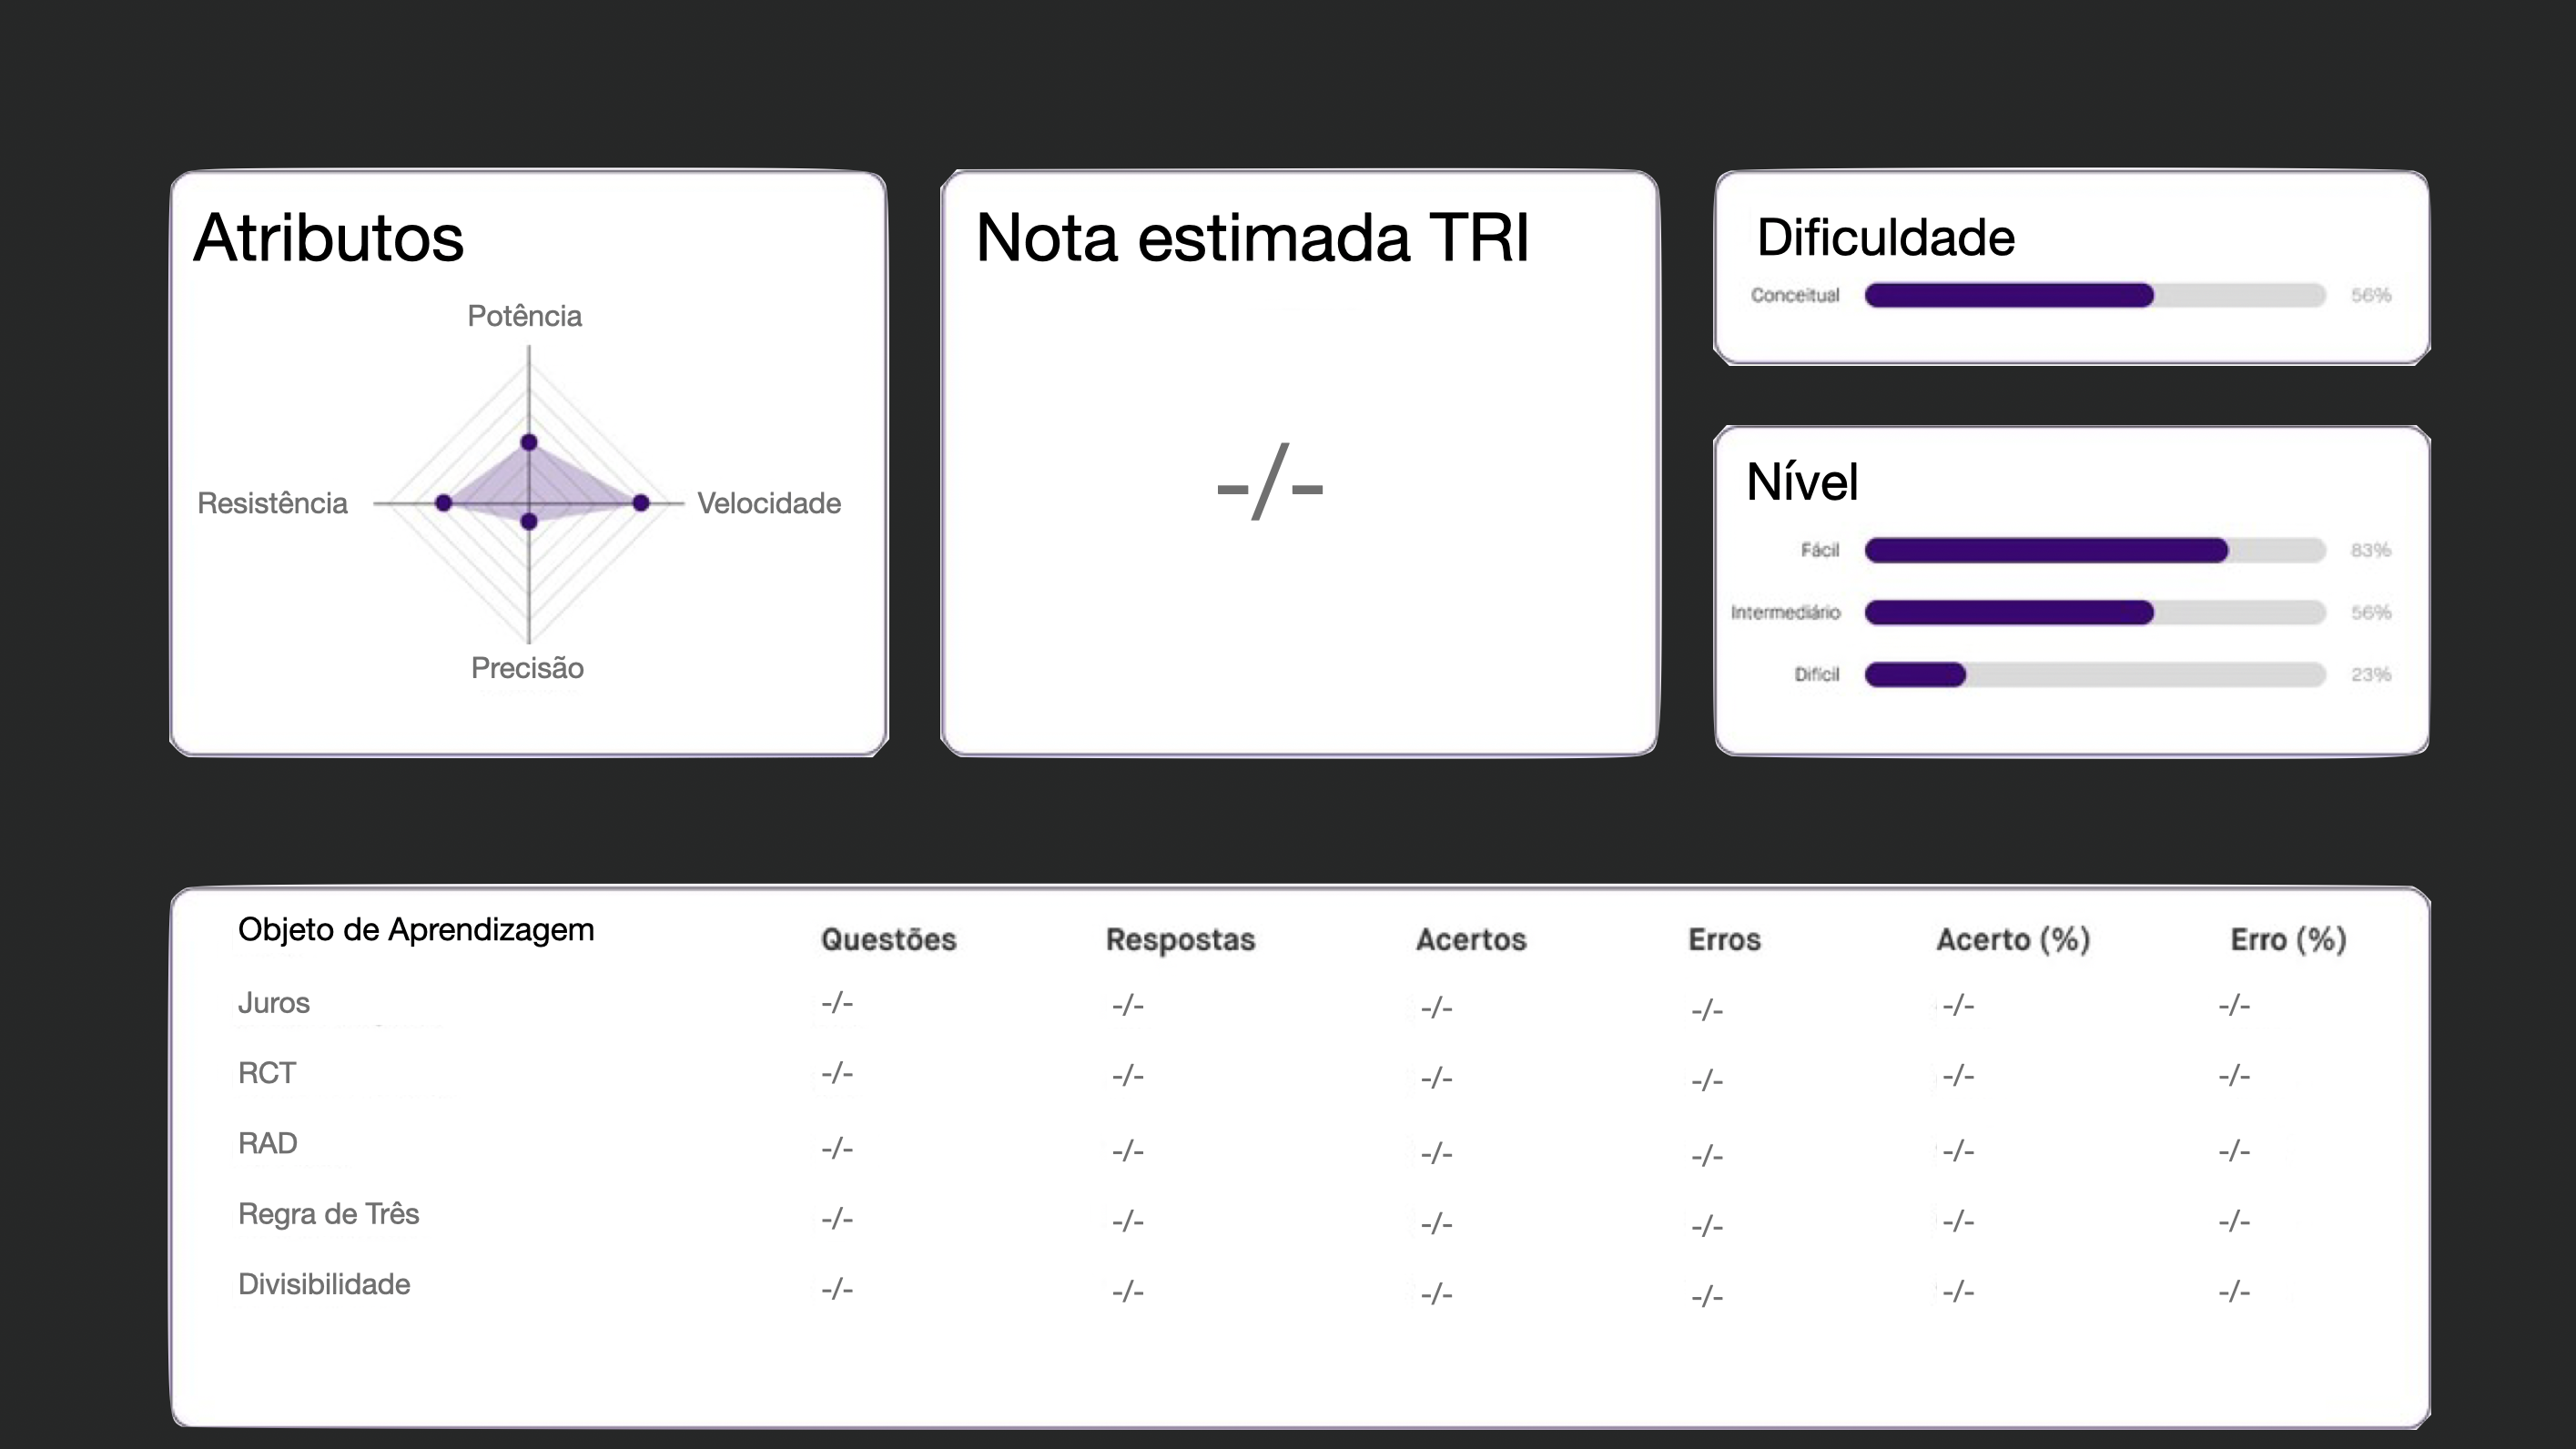 Atributos
Potência
Resistência
Velocidade
Precisão
Nota estimada TRI
-/-
Dificuldade
Conceitual 56%
Nível
Fácil 83%
Intermediário 56%
Difícil 23%
Objeto de Aprendizagem Questões Respostas Acertos Erros Acerto (%) Erro (%)
Juros -/- -/- -/- -/- -/- -/-
RCT -/- -/- -/- -/- -/- -/-
RAD -/- -/- -/- -/- -/- -/-
Regra de Três -/- -/- -/- -/- -/- -/-
Divisibilidade -/- -/- -/- -/- -/- -/-